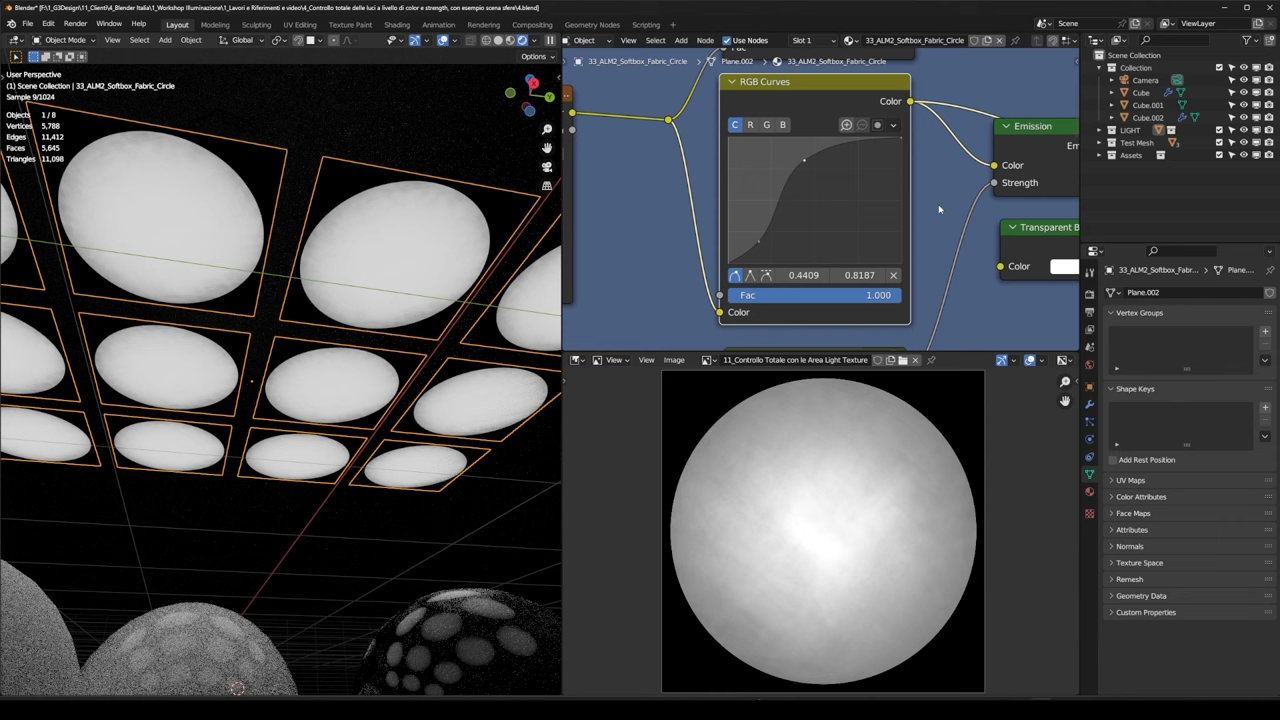 Blender* [F:\1_G3Design\11_Clienti\4_Blender Italia\1_Workshop Illuminazione\1_Lavori e Riferimenti e video\4_Controllo totale delle luci a livello di color e strength, con esempio scena sfere\4.blend]
File Edit Render Window Help Layout Modeling Sculpting UV Editing Texture Paint Shading Animation Rendering Compositing Geometry Nodes Scripting Scene ViewLayer
Object Mode View Select Add Object Global Object View Select Add Node Use Nodes Slot 1 33_ALM2_Softbox_Fabric_Circle
Options
33_ALM2_Softbox_Fabric_Circle Plane.002 33_ALM2_Softbox_Fabric_Circle
User Perspective
(1) Scene Collection | 33_ALM2_Softbox_Fabric_Circle
Sample 9/1024
Objects 1 / 8
Vertices 5,788
Edges 11,412
Faces 5,645
Triangles 11,098
X
Y
Fac
RGB Curves
Color
C R G B
0.4409 0.8187
Fac 1.000
Color
Emission
Em
Color
Strength
Transparent B
Color
View View Image 11_Controllo Totale con le Area Light Texture
Scene Collection
Collection
Camera
Cube
Cube.001
Cube.002
LIGHT
Test Mesh 3
Assets
33_ALM2_Softbox_Fabr... Plane....
Plane.002
Vertex Groups
Shape Keys
Add Rest Position
UV Maps
Color Attributes
Face Maps
Attributes
Normals
Texture Space
Remesh
Geometry Data
Custom Properties